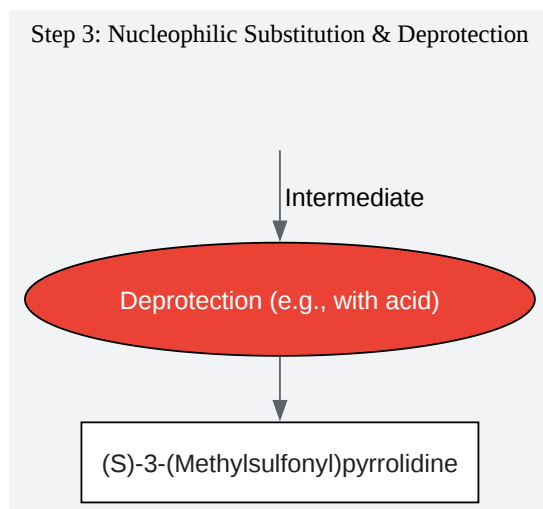 Step 3: Nucleophilic Substitution & Deprotection
Intermediate
Deprotection (e.g., with acid)
(S)-3-(Methylsulfonyl)pyrrolidine